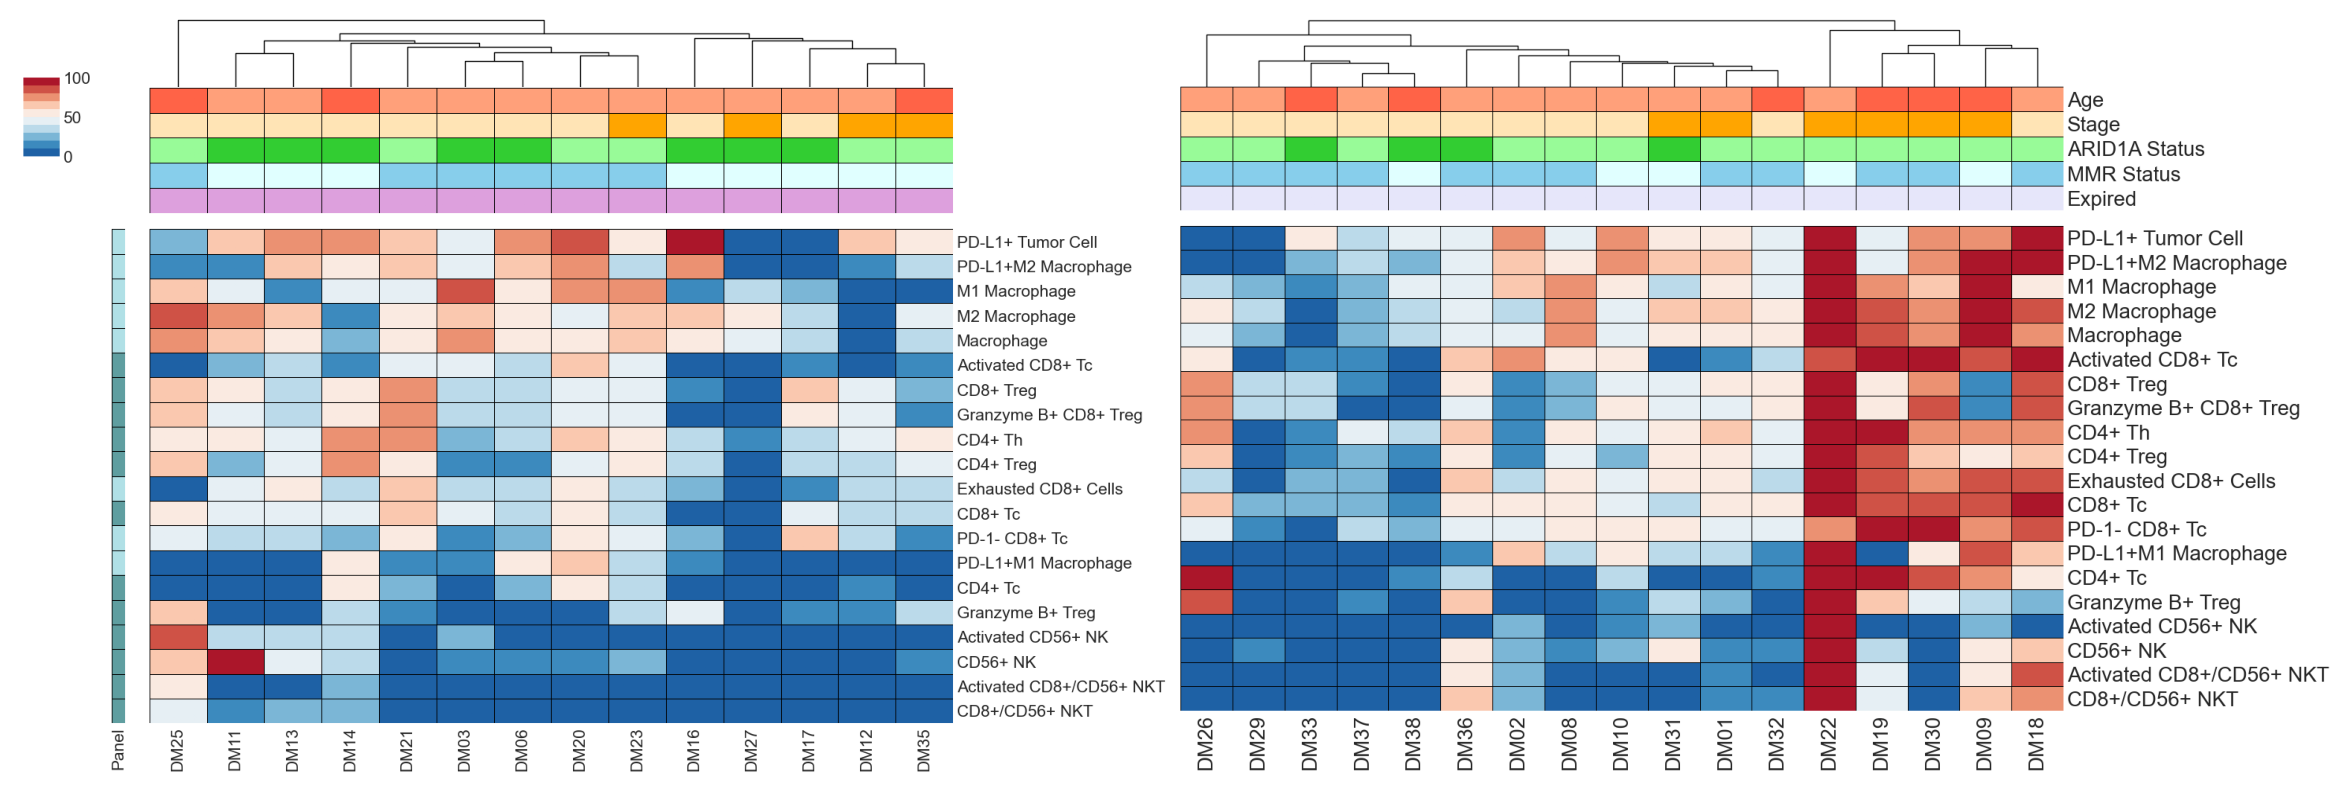 100
50
0
PD-L1+ Tumor Cell
PD-L1+M2 Macrophage
M1 Macrophage
M2 Macrophage
Macrophage
Activated CD8+ Tc
CD8+ Treg
Granzyme B+ CD8+ Treg
CD4+ Th
CD4+ Treg
Exhausted CD8+ Cells
CD8+ Tc
PD-1- CD8+ Tc
PD-L1+M1 Macrophage
CD4+ Tc
Granzyme B+ Treg
Activated CD56+ NK
CD56+ NK
Activated CD8+/CD56+ NKT
CD8+/CD56+ NKT
Panel
DM25
DM11
DM13
DM14
DM21
DM03
DM06
DM20
DM23
DM16
DM27
DM17
DM12
DM35
Age
Stage
ARID1A Status
MMR Status
Expired
PD-L1+ Tumor Cell
PD-L1+M2 Macrophage
M1 Macrophage
M2 Macrophage
Macrophage
Activated CD8+ Tc
CD8+ Treg
Granzyme B+ CD8+ Treg
CD4+ Th
CD4+ Treg
Exhausted CD8+ Cells
CD8+ Tc
PD-1- CD8+ Tc
PD-L1+M1 Macrophage
CD4+ Tc
Granzyme B+ Treg
Activated CD56+ NK
CD56+ NK
Activated CD8+/CD56+ NKT
CD8+/CD56+ NKT
DM26
DM29
DM33
DM37
DM38
DM36
DM02
DM08
DM10
DM31
DM01
DM32
DM22
DM19
DM30
DM09
DM18